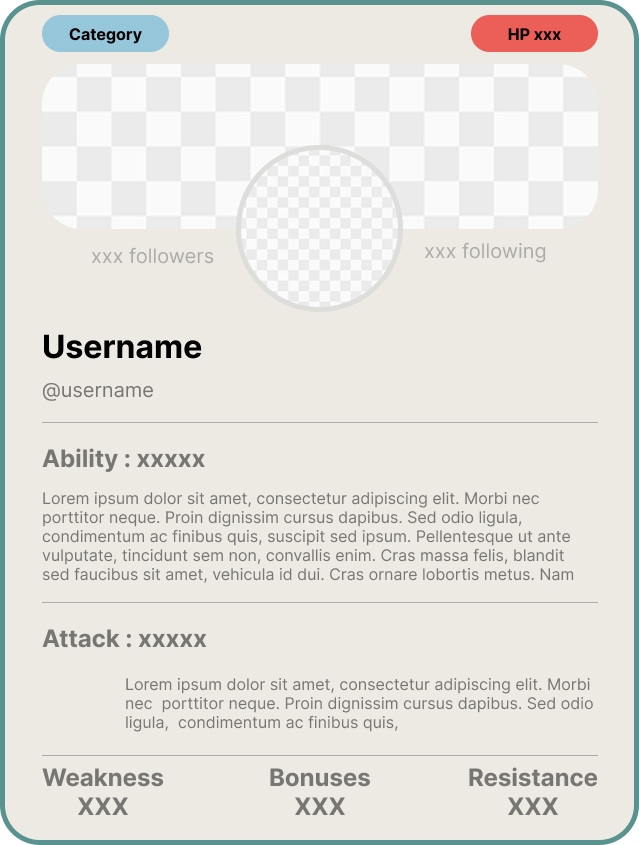 Category
HP xxx
xxx followers
xxx following
Username
@username
Ability : xxxxx
Lorem ipsum dolor sit amet, consectetur adipiscing elit. Morbi nec
porttitor neque. Proin dignissim cursus dapibus. Sed odio ligula,
condimentum ac finibus quis, suscipit sed ipsum. Pellentesque ut ante
vulputate, tincidunt sem non, convallis enim. Cras massa felis, blandit
sed faucibus sit amet, vehicula id dui. Cras ornare lobortis metus. Nam
Attack : xxxxx
Lorem ipsum dolor sit amet, consectetur adipiscing elit. Morbi
nec  porttitor neque. Proin dignissim cursus dapibus. Sed odio
ligula,  condimentum ac finibus quis,
Weakness
XXX
Bonuses
XXX
Resistance
XXX